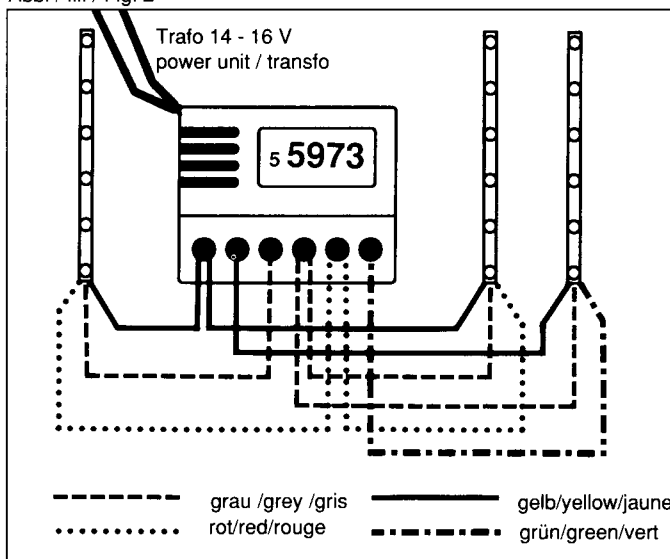 Trafo 14 - 16 V
power unit / transfo
5 5973
grau /grey /gris
gelb/yellow/jaune
rot/red/rouge
grün/green/vert